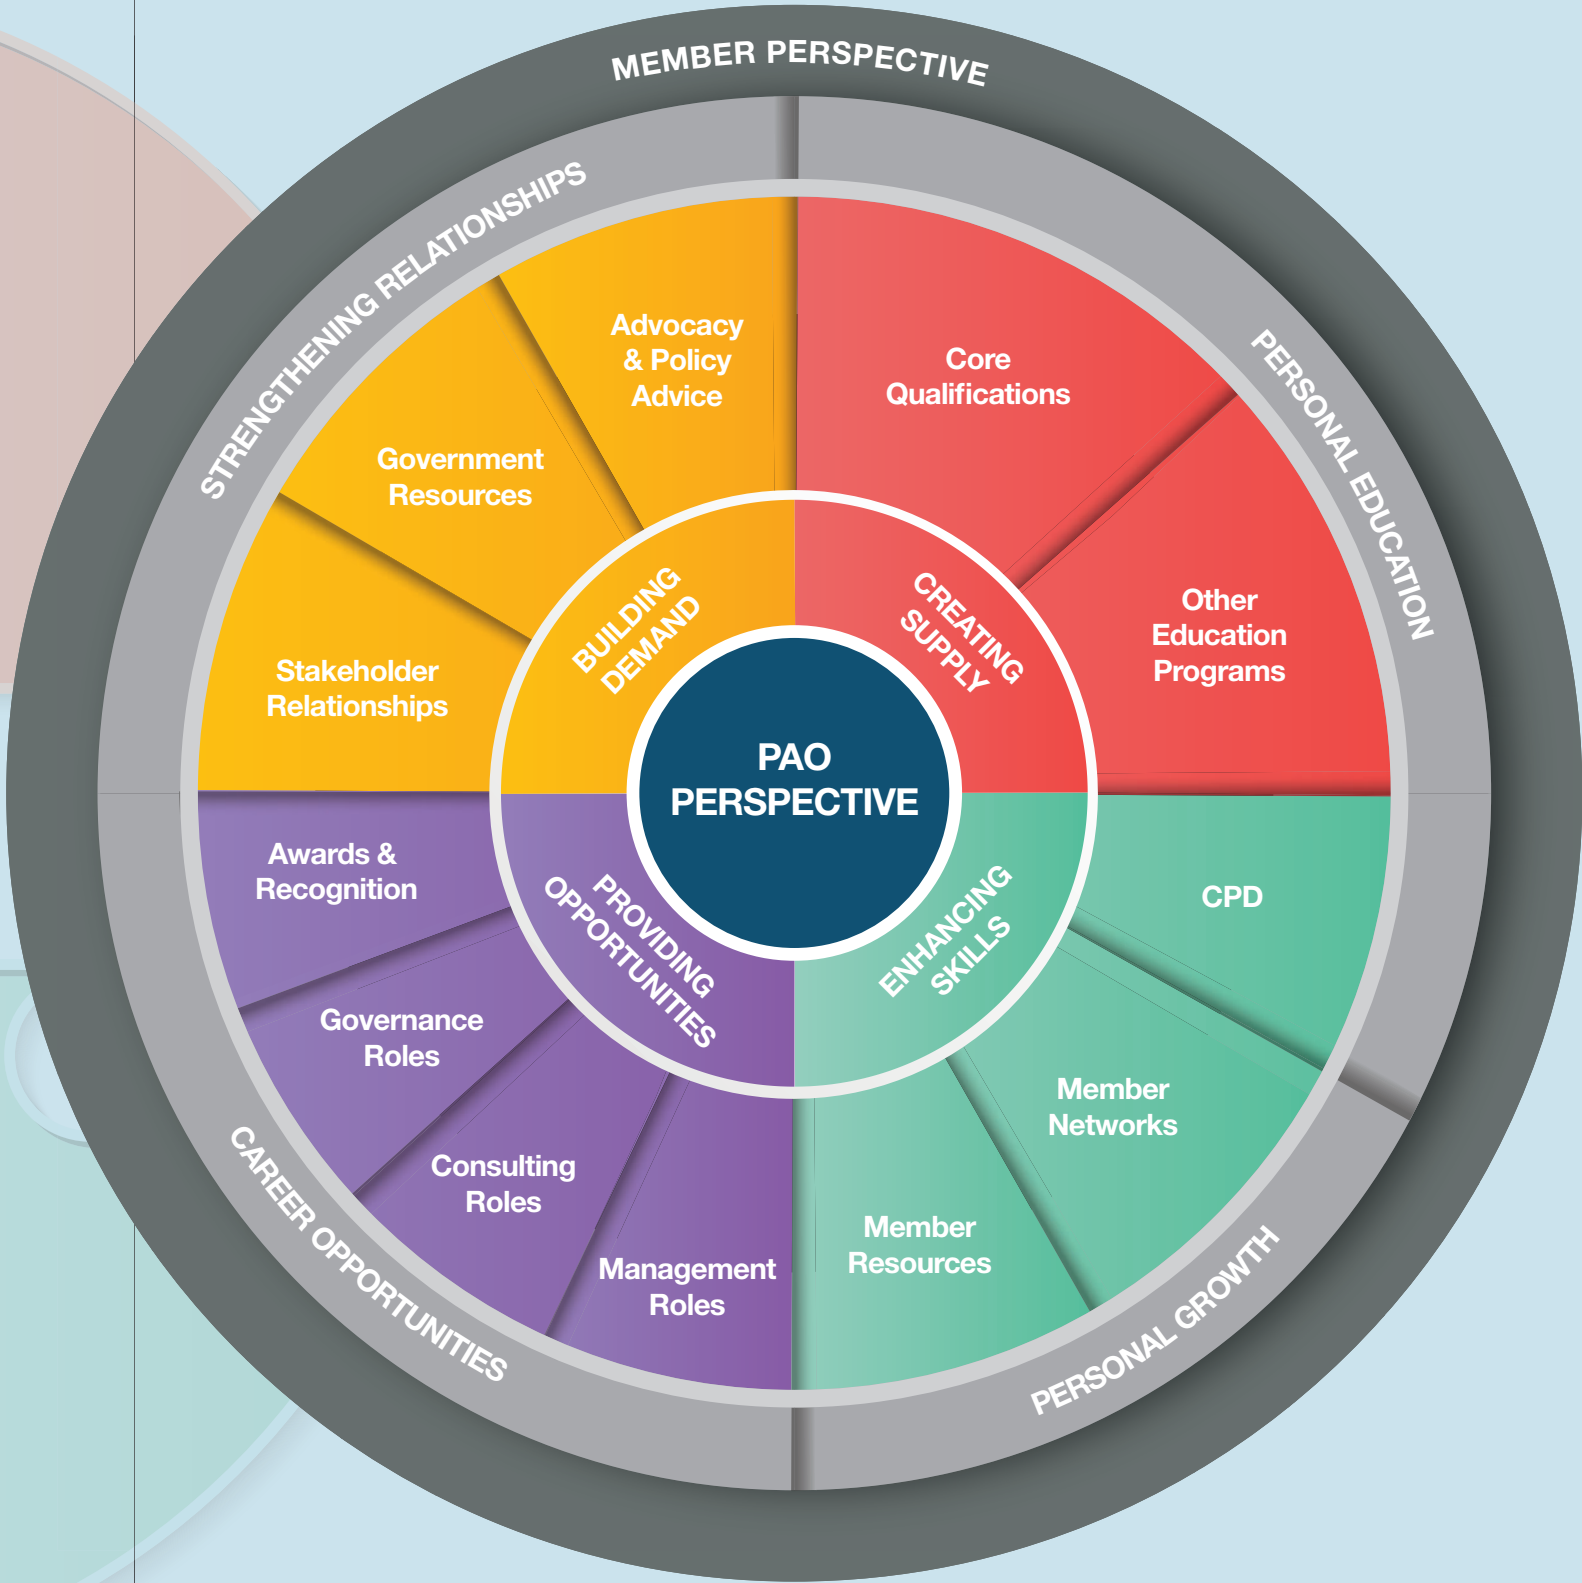 MEMBER PERSPECTIVE
STRENGTHENING RELATIONSHIPS
PERSONAL EDUCATION
Advocacy
& Policy
Advice
Core
Qualifications
Government
Resources
Other
Education
Programs
Stakeholder
Relationships
BUILDING
DEMAND
CREATING
SUPPLY
PAO
PERSPECTIVE
PROVIDING
OPPORTUNITIES
ENHANCING
SKILLS
Awards &
Recognition
CPD
Governance
Roles
Member
Networks
Consulting
Roles
Member
Resources
Management
Roles
CAREER OPPORTUNITIES
PERSONAL GROWTH